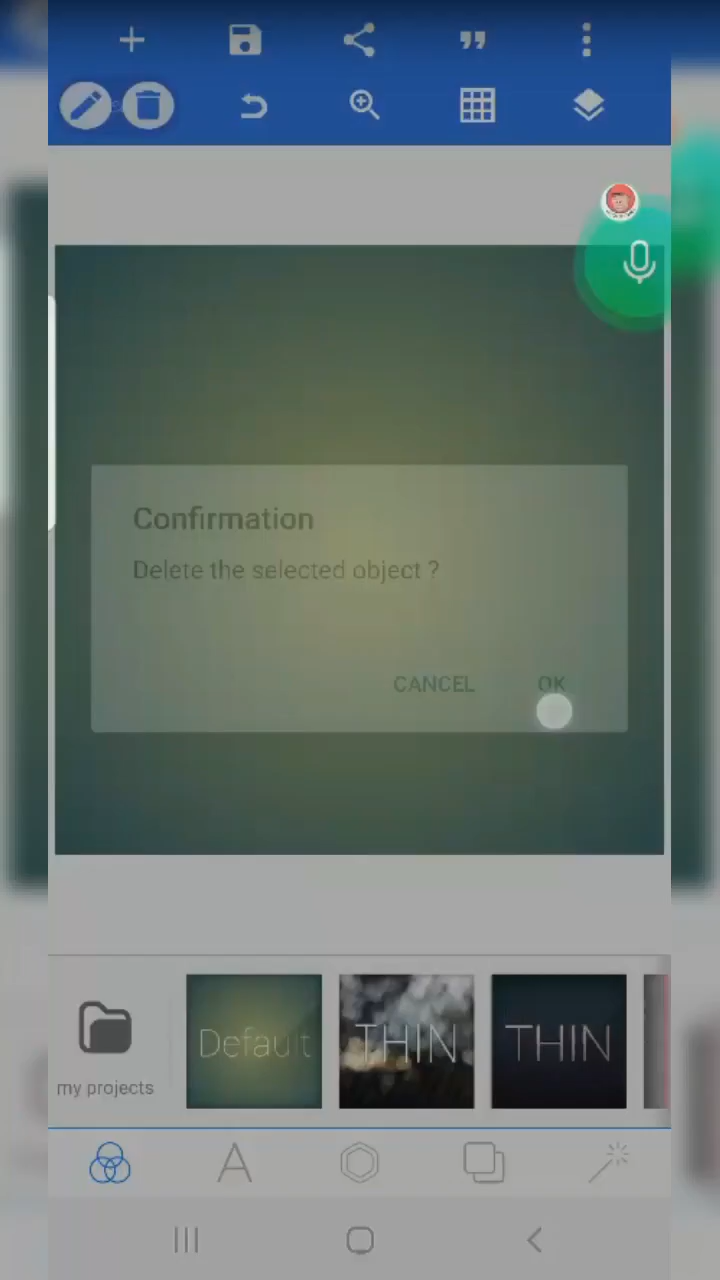 Confirmation
Delete the selected object ?
CANCEL OK
my projects
Default
THIN
THIN